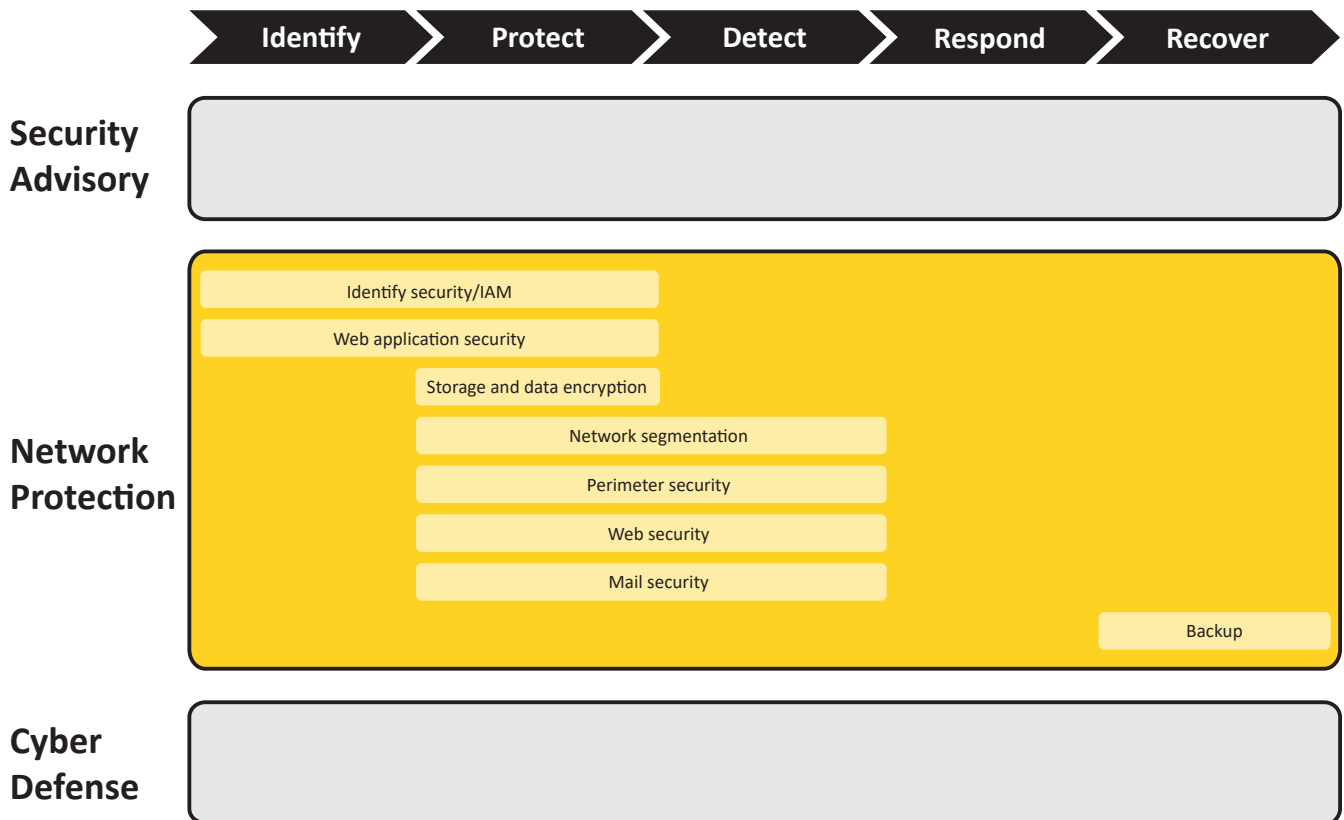 Identify Protect Detect Respond Recover
Security
Advisory
Identify security/IAM
Web application security
Storage and data encryption
Network segmentation
Network
Protection
Perimeter security
Web security
Mail security
Backup
Cyber
Defense